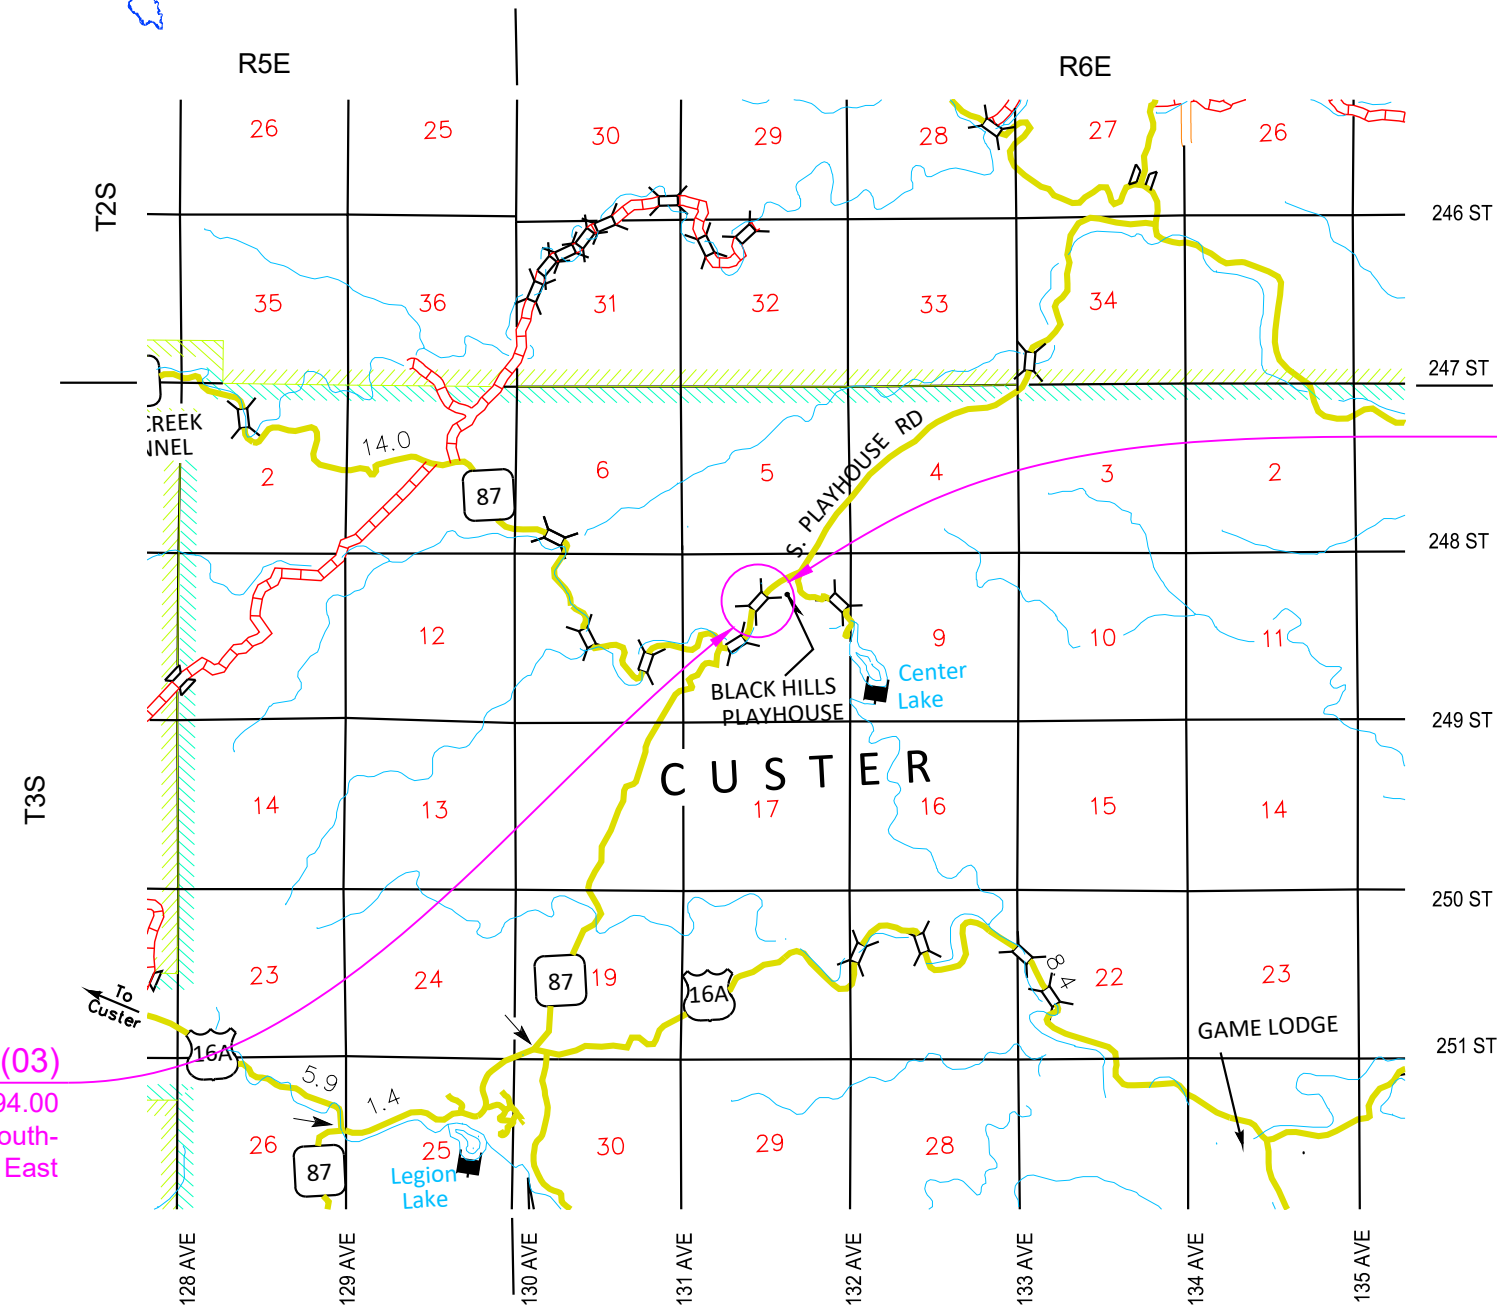 R5E
R6E
26
25
30
29
28
27
26
T2S
246 ST
35
36
31
32
33
34
247 ST
CREEK
NNEL
14.0
2
87
6
5
S. PLAYHOUSE RD
4
3
2
248 ST
12
9
10
11
BLACK HILLS
PLAYHOUSE
Center
Lake
249 ST
CUSTER
T3S
14
13
17
16
15
14
250 ST
23
24
87
19
16A
8.4
22
23
To
Custer
16A
GAME LODGE
251 ST
(03)
94.00
outh-
East
5.9
1.4
26
87
25
Legion
Lake
30
29
28
128 AVE
129 AVE
130 AVE
131 AVE
132 AVE
133 AVE
134 AVE
135 AVE